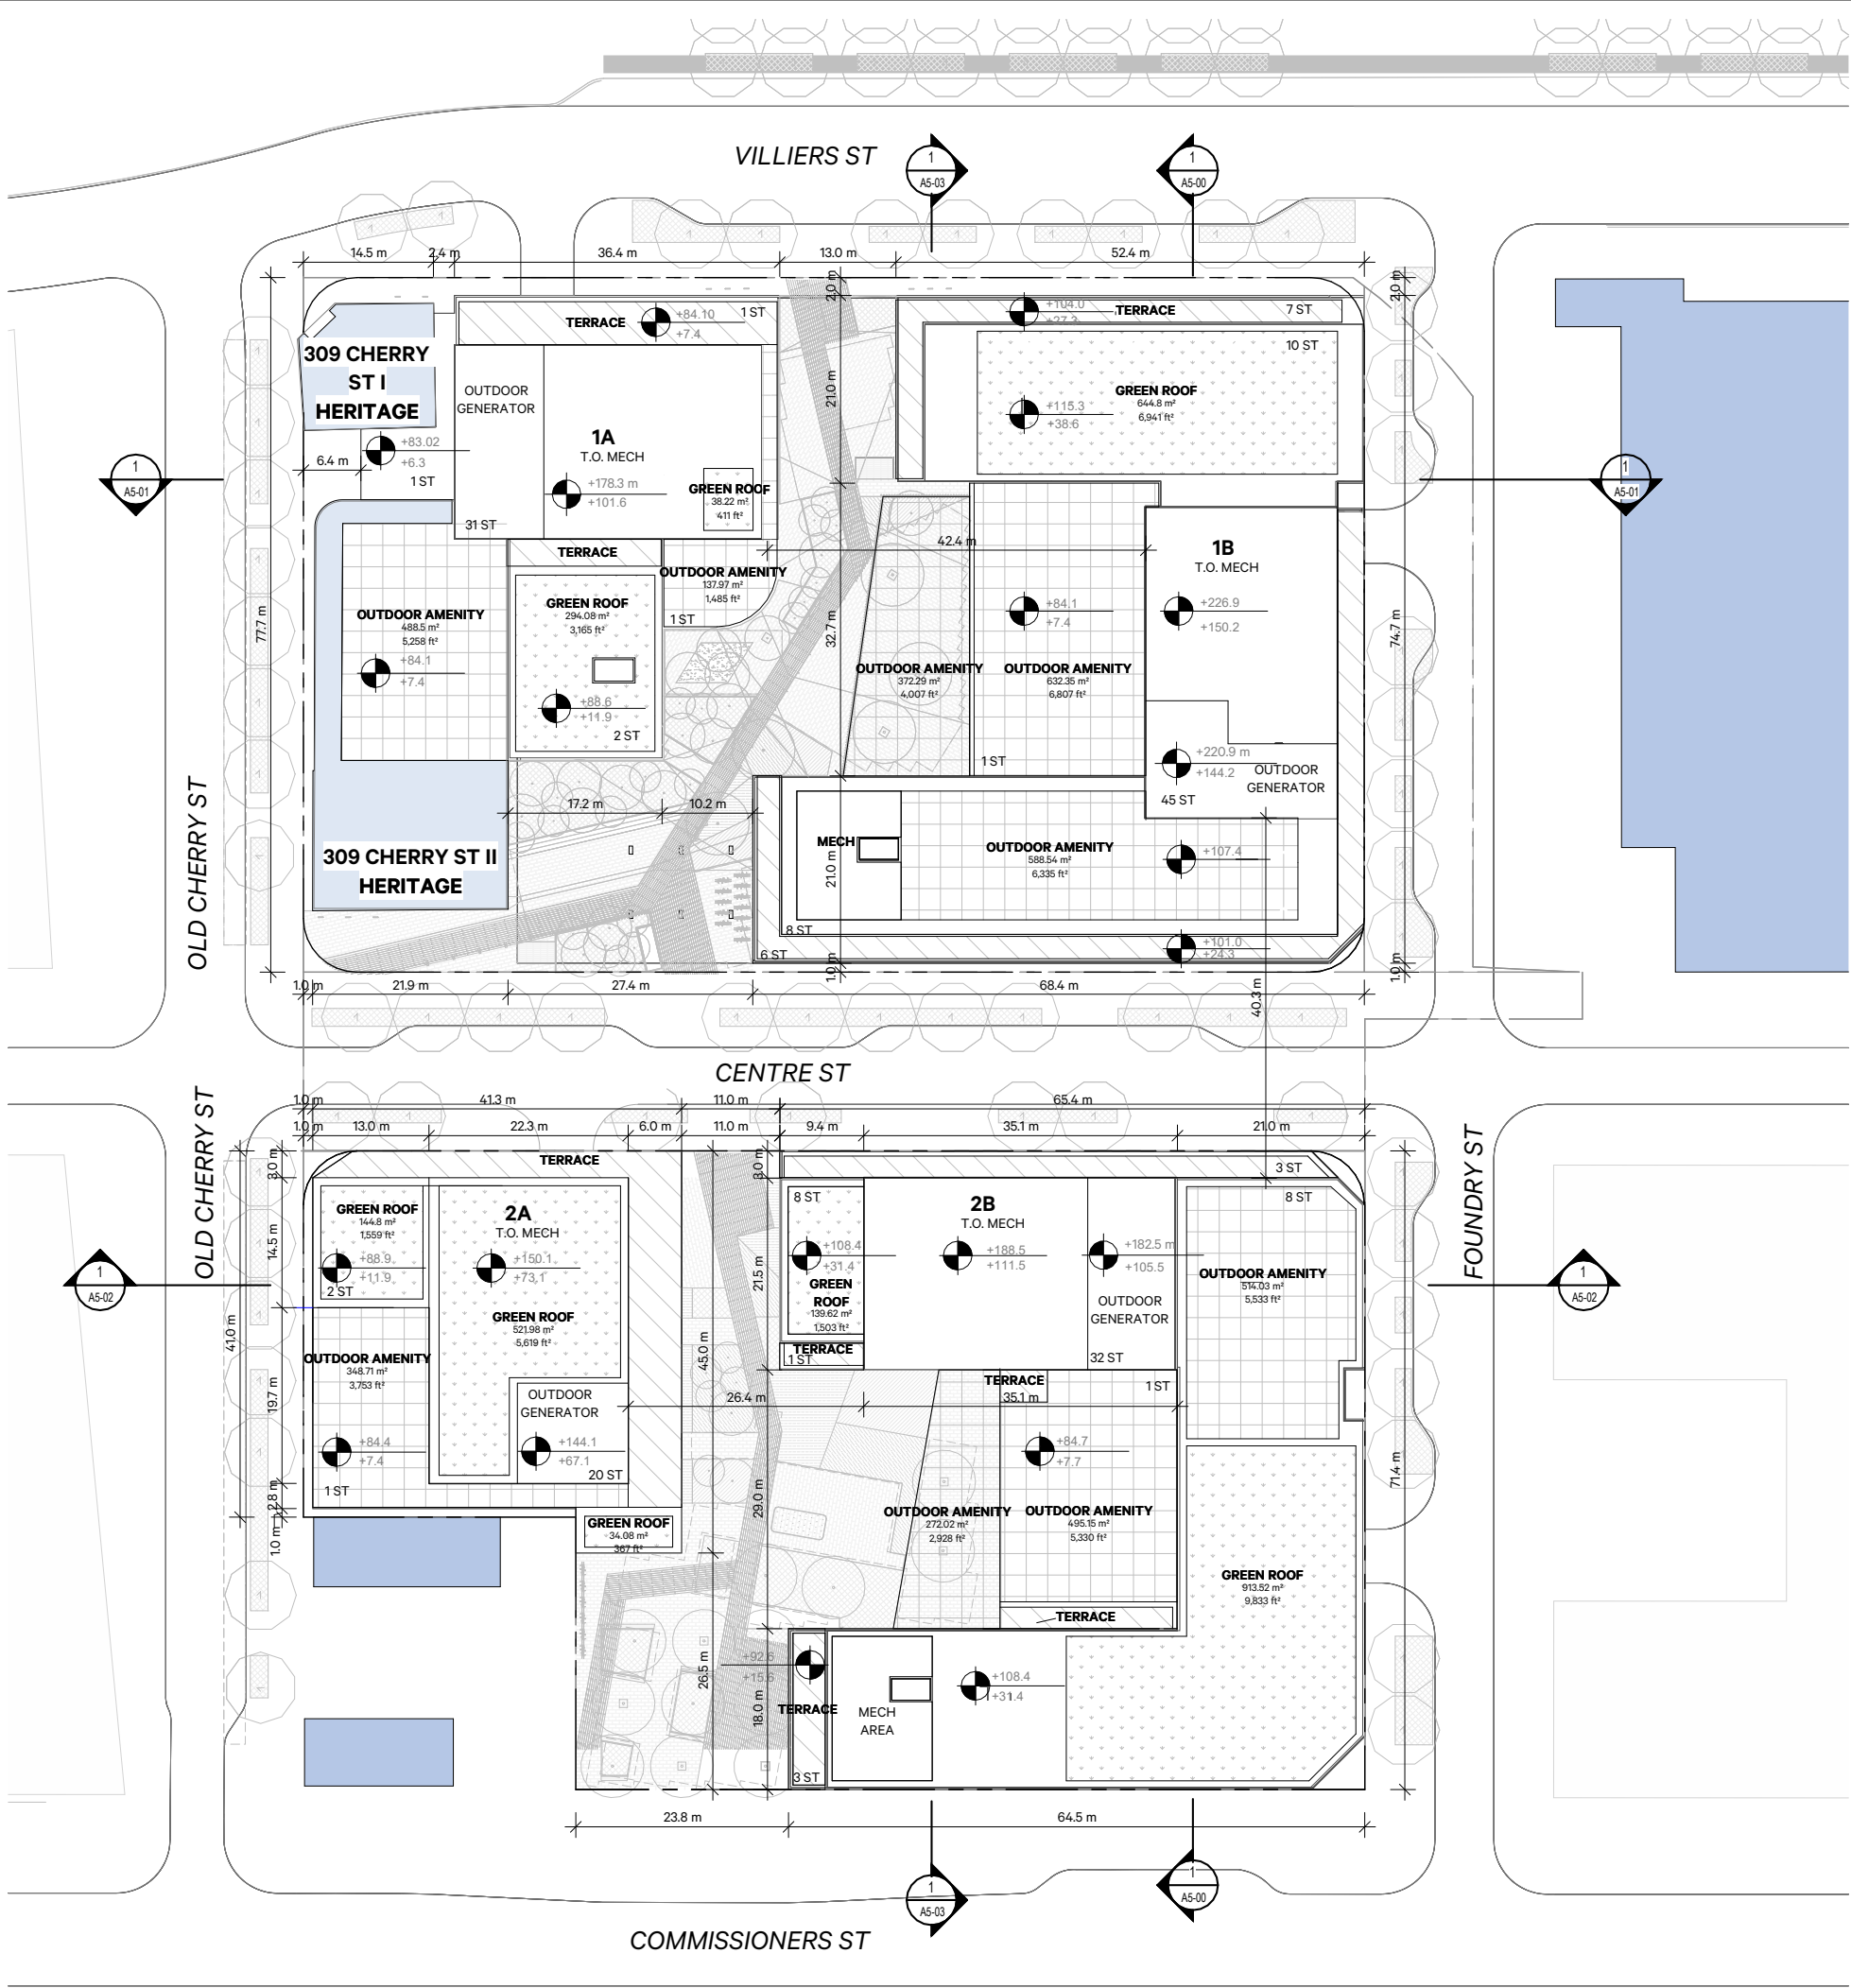 VILLIERS ST
1
A5-03
1
A5-00
14.5 m
2.4 m
36.4 m
13.0 m
52.4 m
2.0 m
2.0 m
TERRACE
+84.10
+7.4
1 ST
+104.0
+27.3
TERRACE
7 ST
309 CHERRY
ST I
HERITAGE
OUTDOOR
GENERATOR
21.0 m
10 ST
GREEN ROOF
644.8 m²
6,941 ft²
+115.3
+38.6
1A
T.O. MECH
+83.02
+6.3
6.4 m
1 ST
1
A5-01
1
A5-01
+178.3 m
+101.6
GREEN ROOF
38.22 m²
411 ft²
31 ST
TERRACE
42.4 m
1B
T.O. MECH
OUTDOOR AMENITY
137.97 m²
1,485 ft²
1 ST
GREEN ROOF
294.08 m²
3,165 ft²
OUTDOOR AMENITY
488.5 m²
5,258 ft²
+84.1
+7.4
77.7 m
32.7 m
74.7 m
+84.1
+7.4
+226.9
+150.2
OUTDOOR AMENITY
372.29 m²
4,007 ft²
OUTDOOR AMENITY
632.35 m²
6,807 ft²
+88.6
+11.9
2 ST
1 ST
+220.9 m
+144.2
OUTDOOR
GENERATOR
45 ST
17.2 m
10.2 m
OLD CHERRY ST
309 CHERRY ST II
HERITAGE
MECH
21.0 m
OUTDOOR AMENITY
588.54 m²
6,335 ft²
+107.4
8 ST
6 ST
+101.0
+24.3
1.0 m
1.0 m
1.0 m
21.9 m
27.4 m
68.4 m
40.3 m
CENTRE ST
1.0 m
41.3 m
11.0 m
65.4 m
1.0 m
13.0 m
22.3 m
6.0 m
11.0 m
9.4 m
35.1 m
21.0 m
OLD CHERRY ST
FOUNDRY ST
3.0 m
TERRACE
3.0 m
3 ST
GREEN ROOF
144.8 m²
1,559 ft²
+88.9
+11.9
2 ST
2A
T.O. MECH
+150.1
+73.1
8 ST
2B
T.O. MECH
8 ST
+108.4
+31.4
+188.5
+111.5
+182.5 m
+105.5
GREEN
ROOF
139.62 m²
1,503 ft²
OUTDOOR
GENERATOR
OUTDOOR AMENITY
514.03 m²
5,533 ft²
1
A5-02
1
A5-02
14.5 m
21.5 m
41.0 m
45.0 m
GREEN ROOF
521.98 m²
5,619 ft²
TERRACE
1 ST
32 ST
OUTDOOR AMENITY
348.71 m²
3,753 ft²
19.7 m
OUTDOOR
GENERATOR
26.4 m
TERRACE
35.1 m
1 ST
+84.4
+7.4
+144.1
+67.1
20 ST
1 ST
+84.7
+7.7
71.4 m
2.8 m
1.0 m
29.0 m
GREEN ROOF
34.08 m²
367 ft²
OUTDOOR AMENITY
272.02 m²
2,928 ft²
OUTDOOR AMENITY
495.15 m²
5,330 ft²
GREEN ROOF
913.52 m²
9,833 ft²
TERRACE
26.5 m
18.0 m
+92.6
+15.6
TERRACE
MECH
AREA
+108.4
+31.4
3 ST
23.8 m
64.5 m
1
A5-03
1
A5-00
COMMISSIONERS ST